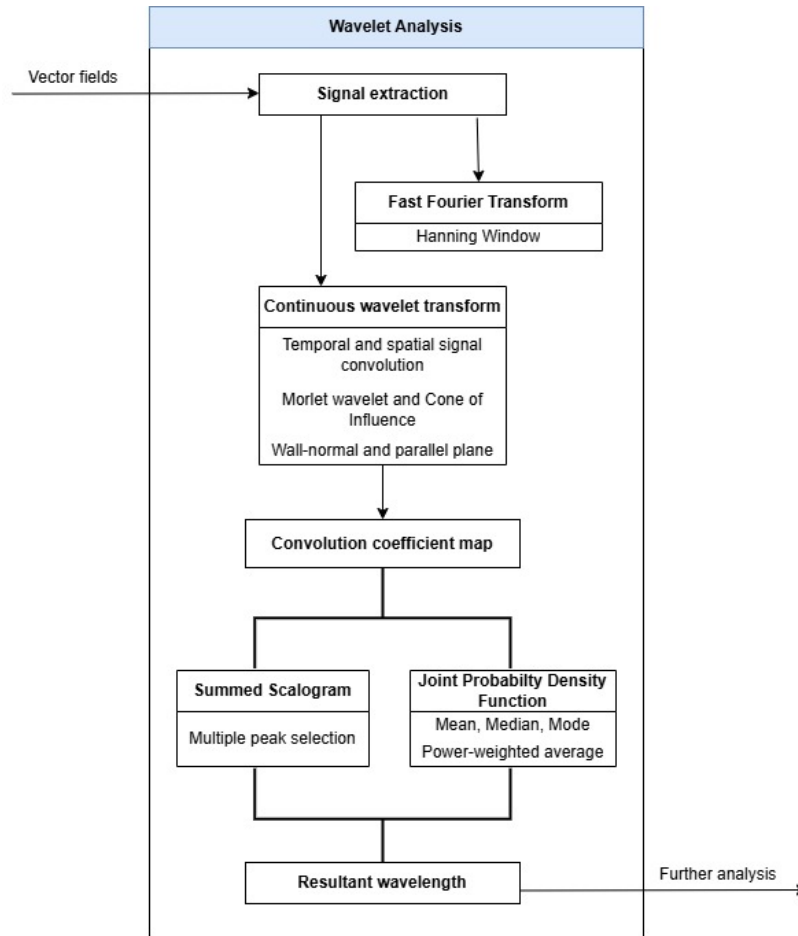 Wavelet Analysis
Vector fields
Signal extraction
Fast Fourier Transform
Hanning Window
Continuous wavelet transform
Temporal and spatial signal
convolution
Morlet wavelet and Cone of
Influence
Wall-normal and parallel plane
Convolution coefficient map
Summed Scalogram
Multiple peak selection
Joint Probabilty Density
Function
Mean, Median, Mode
Power-weighted average
Resultant wavelength
Further analysis